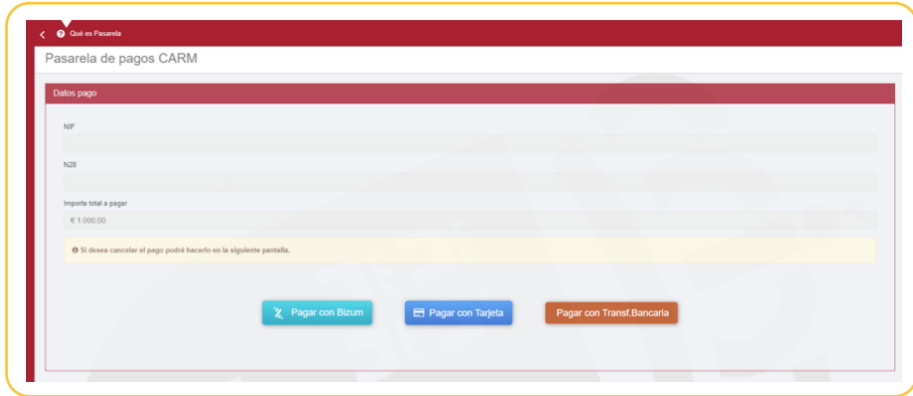 Qué es Pasarela
Pasarela de pagos CARM
Datos pago
NIF
N28
Importe total a pagar
€ 1.000,00
Si desea cancelar el pago podrá hacerlo en la siguiente pantalla.
Pagar con Bizum
Pagar con Tarjeta
Pagar con Transf.Bancaria